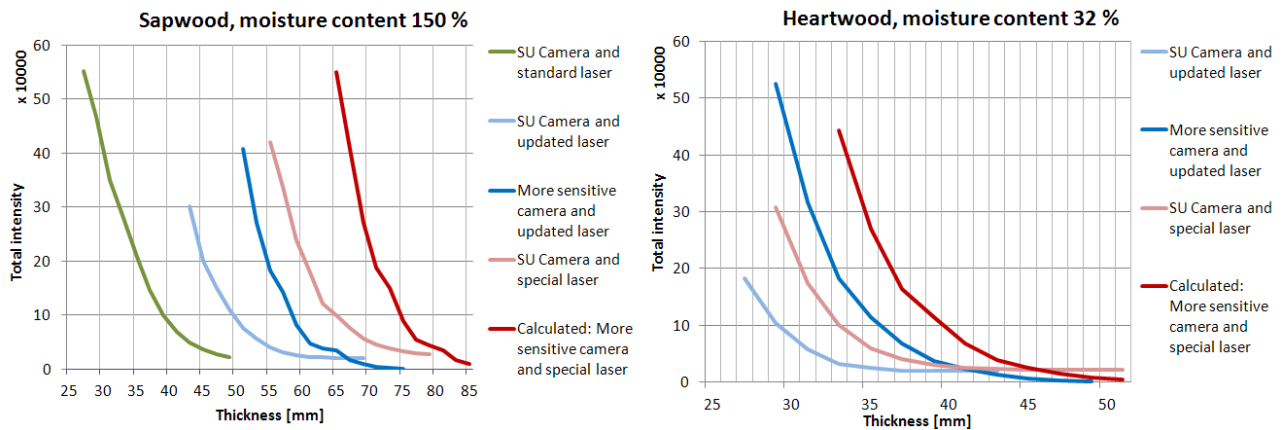 Sapwood, moisture content 150 %
x 10000
Total intensity
60
50
40
30
20
10
0
25 30 35 40 45 50 55 60 65 70 75 80 85
Thickness [mm]
SU Camera and
standard laser
SU Camera and
updated laser
More sensitive
camera and
updated laser
SU Camera and
special laser
Calculated: More
sensitive camera
and special laser
Heartwood, moisture content 32 %
x 10000
Total intensity
60
50
40
30
20
10
0
25 30 35 40 45 50
Thickness [mm]
SU Camera and
updated laser
More sensitive
camera and
updated laser
SU Camera and
special laser
Calculated:
More sensitive
camera and
special laser